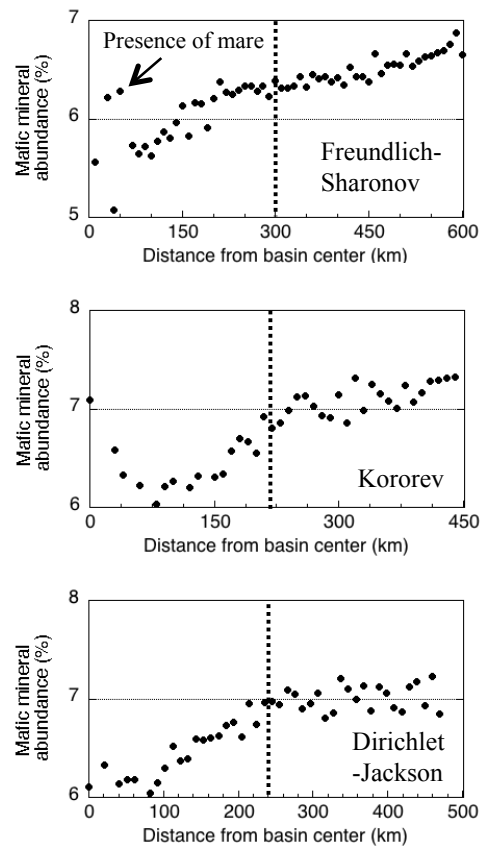 7
Presence of mare
Mafic mineral
abundance (%)
6
Freundlich-
Sharonov
5
0 150 300 450 600
Distance from basin center (km)
8
Mafic mineral
abundance (%)
7
Kororev
6
0 150 300 450
Distance from basin center (km)
8
Mafic mineral
abundance (%)
7
Dirichlet
-Jackson
6
0 100 200 300 400 500
Distance from basin center (km)